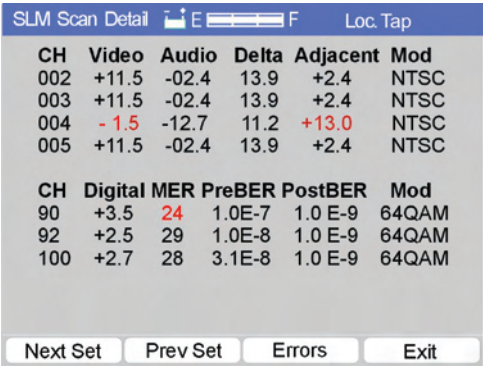 SLM Scan Detail E F Loc. Tap
CH Video Audio Delta Adjacent Mod
002 +11.5 -02.4 13.9 +2.4 NTSC
003 +11.5 -02.4 13.9 +2.4 NTSC
004 - 1.5 -12.7 11.2 +13.0 NTSC
005 +11.5 -02.4 13.9 +2.4 NTSC
CH Digital MER PreBER PostBER Mod
90 +3.5 24 1.0E-7 1.0 E-9 64QAM
92 +2.5 29 1.0E-8 1.0 E-9 64QAM
100 +2.7 28 3.1E-8 1.0 E-9 64QAM
Next Set Prev Set Errors Exit